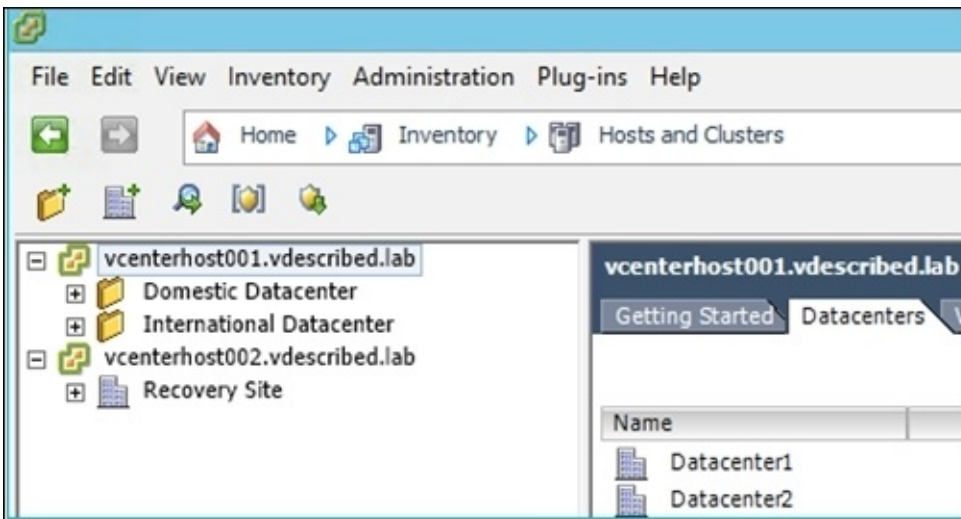 File Edit View Inventory Administration Plug-ins Help
Home Inventory Hosts and Clusters
vcenterhost001.vdescribed.lab
Domestic Datacenter
International Datacenter
vcenterhost002.vdescribed.lab
Recovery Site
vcenterhost001.vdescribed.lab
Getting Started Datacenters
Name
Datacenter1
Datacenter2